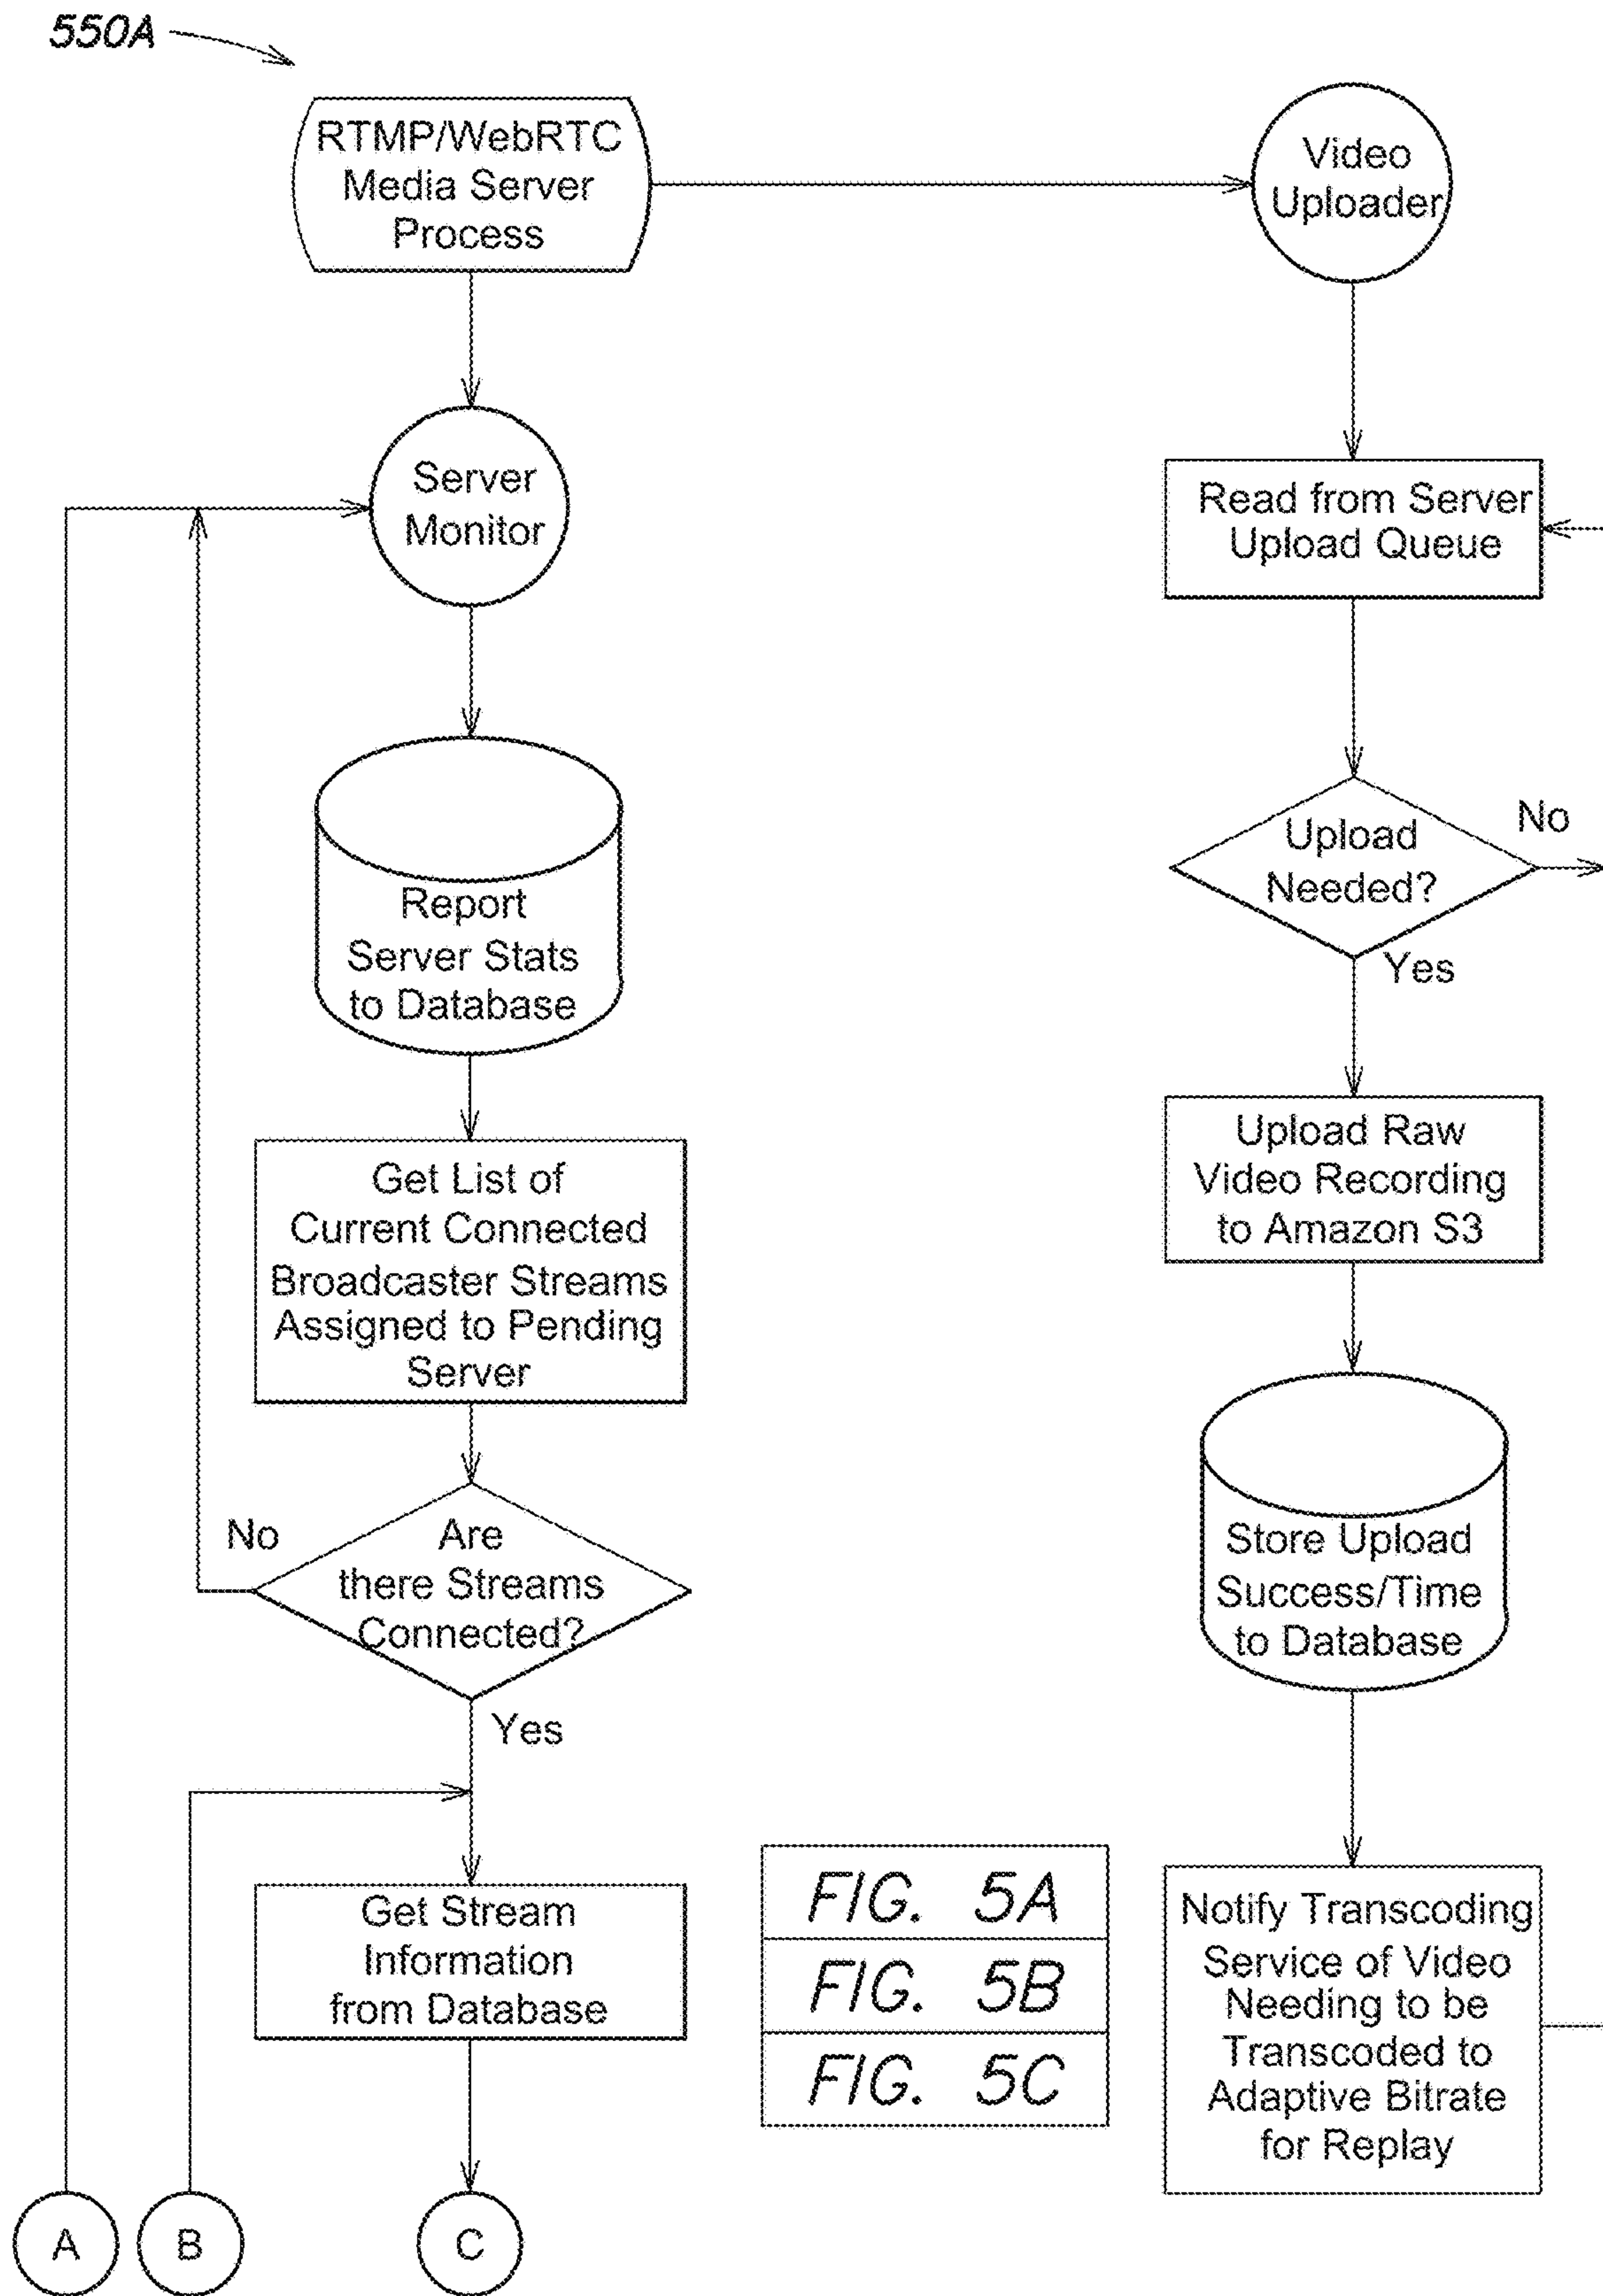 550A
RTMP/WebRTC
Media Server
Process
Video
Uploader
Server
Monitor
Read from Server
Upload Queue
Report
Server Stats
to Database
Upload
Needed?
No
Yes
Get List of
Current Connected
Broadcaster Streams
Assigned to Pending
Server
Upload Raw
Video Recording
to Amazon S3
No
Are
there Streams
Connected?
Yes
Store Upload
Success/Time
to Database
Get Stream
Information
from Database
FIG. 5A
FIG. 5B
FIG. 5C
Notify Transcoding
Service of Video
Needing to be
Transcoded to
Adaptive Bitrate
for Replay
A
B
C